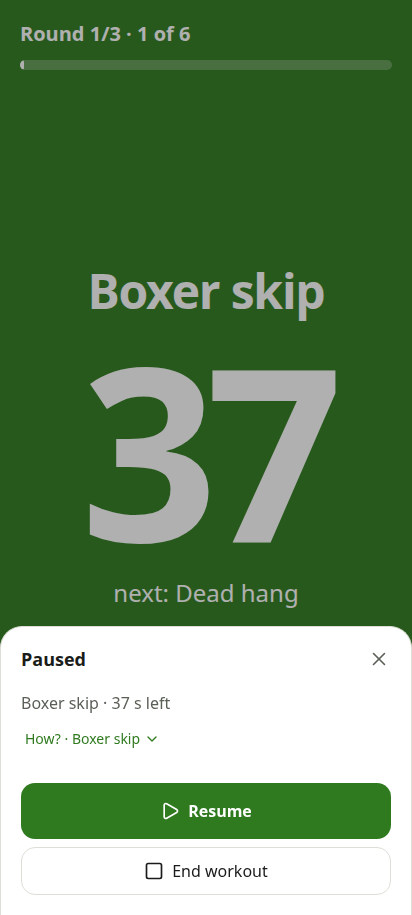 Round 1/3 · 1 of 6
Boxer skip
37
next: Dead hang
Paused
Boxer skip · 37 s left
How? · Boxer skip
Resume
End workout